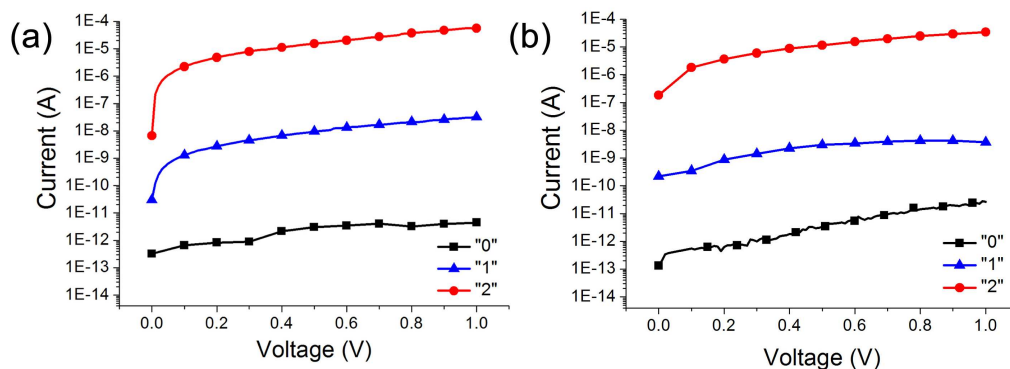 (a)
Current (A)
1E-4
1E-5
1E-6
1E-7
1E-8
1E-9
1E-10
1E-11
1E-12
1E-13
1E-14
"0"
"1"
"2"
0.0 0.2 0.4 0.6 0.8 1.0
Voltage (V)
(b)
Current (A)
1E-4
1E-5
1E-6
1E-7
1E-8
1E-9
1E-10
1E-11
1E-12
1E-13
1E-14
"0"
"1"
"2"
0.0 0.2 0.4 0.6 0.8 1.0
Voltage (V)